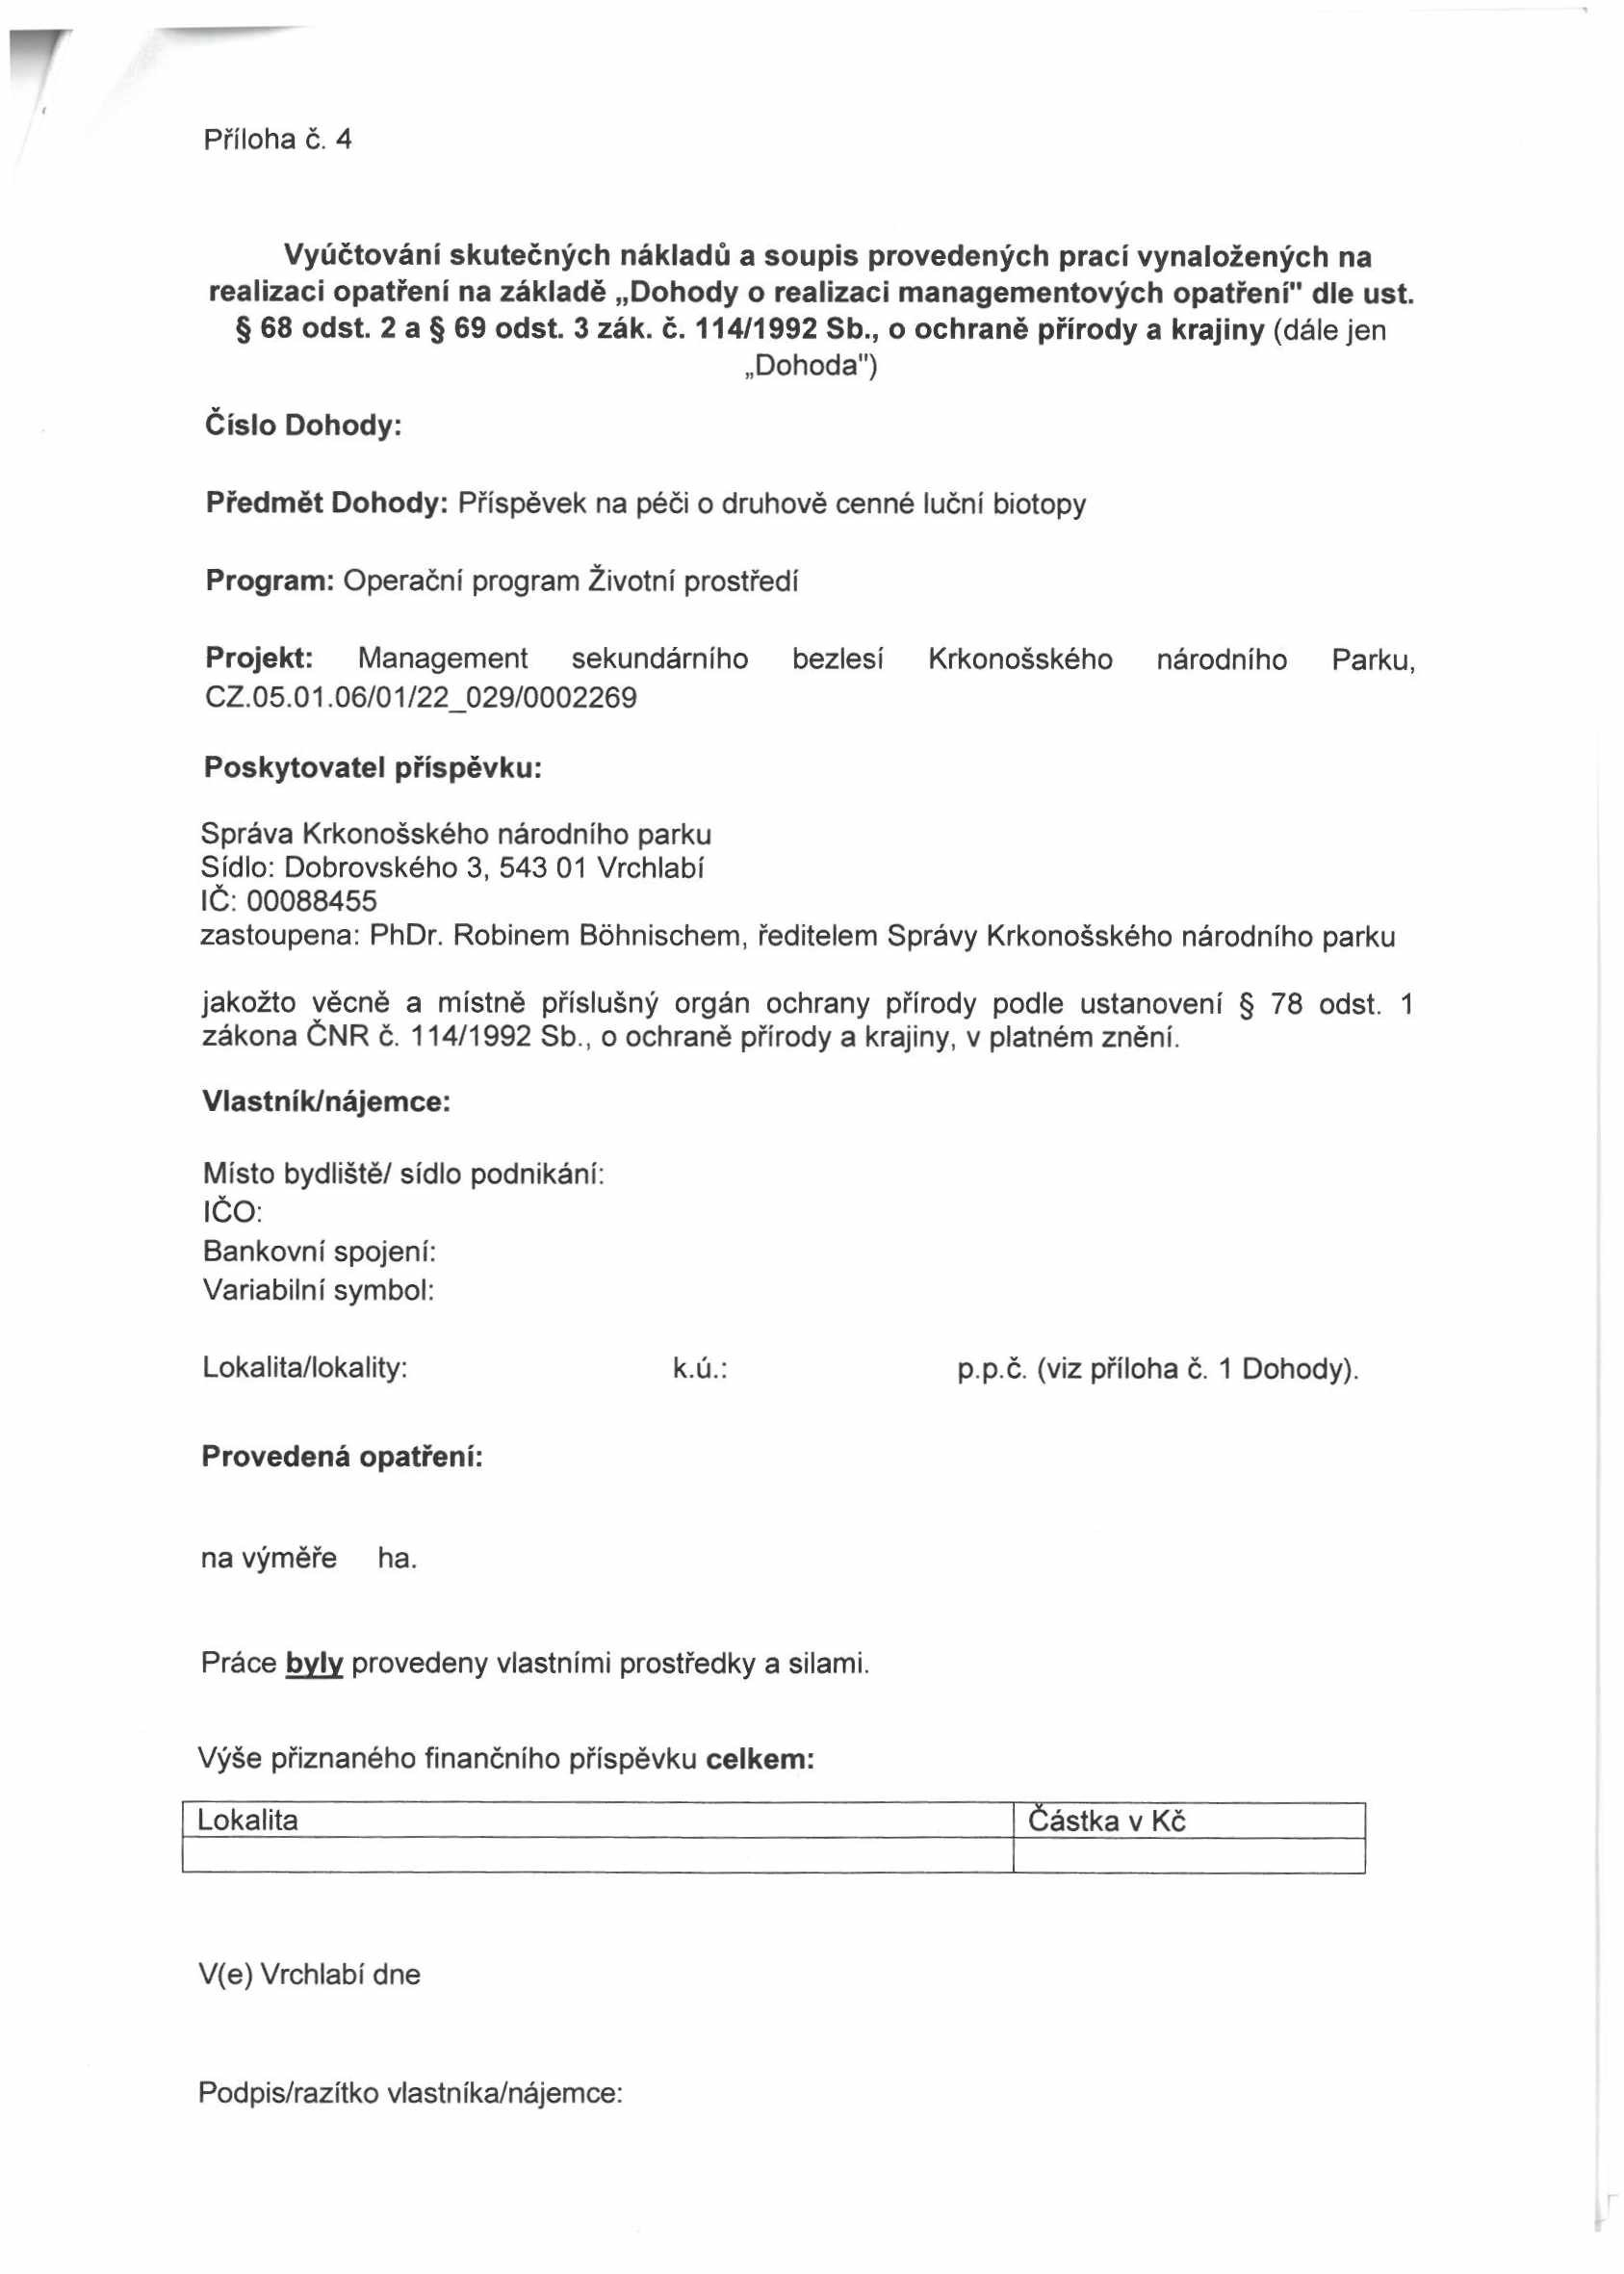 Příloha č. 4
Vyúčtování skutečných nákladů a soupis provedených prací vynaložených na
realizaci opatření na základě „Dohody o realizaci managementových opatření" dle ust.
§ 68 odst. 2 a § 69 odst. 3 zák. č. 114/1992 Sb., o ochraně přírody a krajiny (dále jen
„Dohoda")
Číslo Dohody:
Předmět Dohody: Příspěvek na péči o druhově cenné luční biotopy
Program: Operační program Životní prostředí
Projekt: Management sekundárního bezlesí Krkonošského národního Parku,
CZ.05.01.06/01/22_029/0002269
Poskytovatel příspěvku:
Správa Krkonošského národního parku
Sídlo: Dobrovského 3, 543 01 Vrchlabí
IČ: 00088455
zastoupena: PhDr. Robinem Böhnischem, ředitelem Správy Krkonošského národního parku
jakožto věcně a místně příslušný orgán ochrany přírody podle ustanovení § 78 odst. 1
zákona ČNR č. 114/1992 Sb., o ochraně přírody a krajiny, v platném znění.
Vlastník/nájemce:
Místo bydliště/ sídlo podnikání:
IČO:
Bankovní spojení:
Variabilní symbol:
Lokalita/lokality: k.ú.: p.p.č. (viz příloha č. 1 Dohody).
Provedená opatření:
na výměře ha.
Práce byly provedeny vlastními prostředky a silami.
Výše přiznaného finančního příspěvku celkem:
Lokalita Částka v Kč
V(e) Vrchlabí dne
Podpis/razítko vlastníka/nájemce: